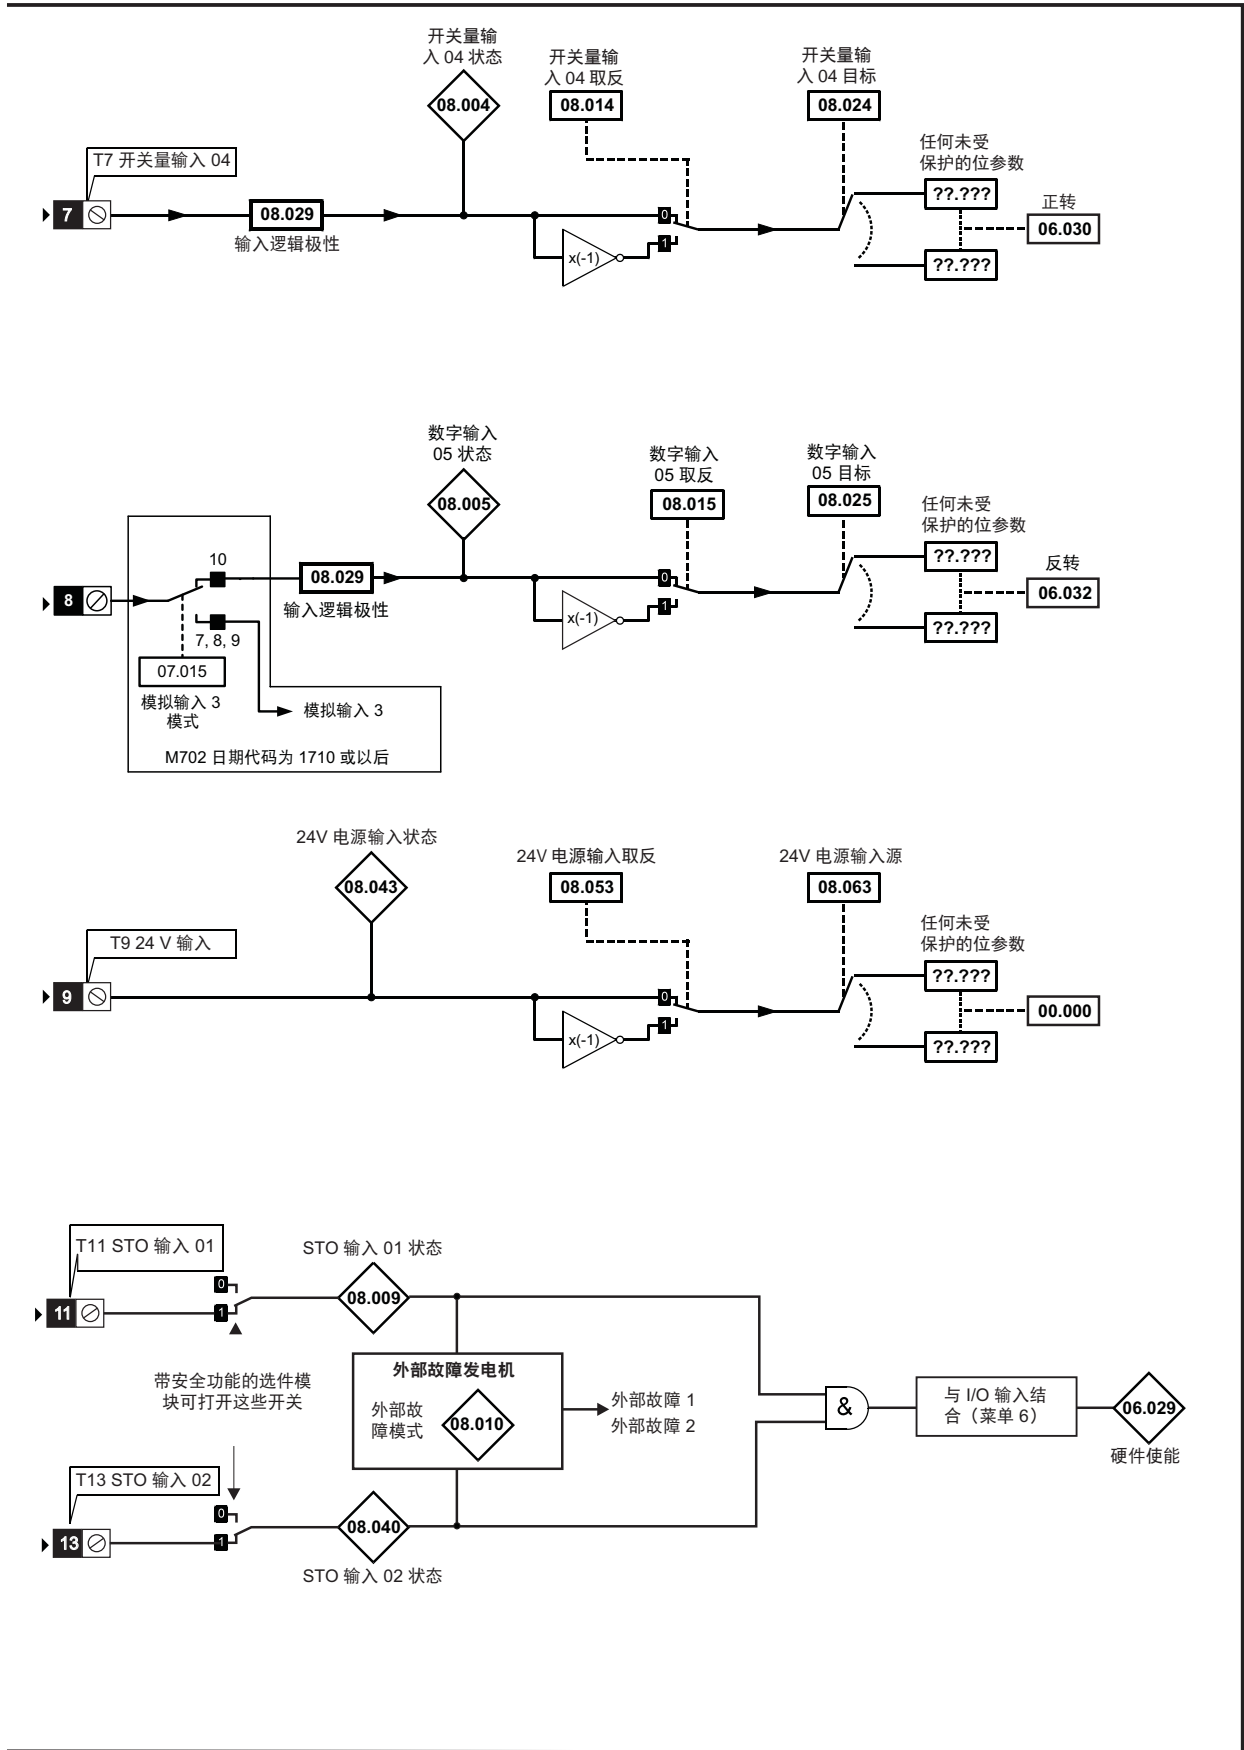 开关量输
入 04 状态
08.004
开关量输
入 04 取反
08.014
开关量输
入 04 目标
08.024
任何未受
保护的位参数
??.???
??.???
正转
06.030
T7 开关量输入 04
7
08.029
输入逻辑极性
0
1
x(-1)
数字输入
05 状态
08.005
数字输入
05 取反
08.015
数字输入
05 目标
08.025
任何未受
保护的位参数
??.???
??.???
反转
06.032
8
10
7, 8, 9
07.015
模拟输入 3
模式
模拟输入 3
M702 日期代码为 1710 或以后
08.029
输入逻辑极性
0
1
x(-1)
24V 电源输入状态
08.043
24V 电源输入取反
08.053
24V 电源输入源
08.063
任何未受
保护的位参数
??.???
??.???
00.000
T9 24 V 输入
9
0
1
x(-1)
T11 STO 输入 01
11
0
1
STO 输入 01 状态
08.009
带安全功能的选件模
块可打开这些开关
外部故障发电机
外部故
障模式
08.010
外部故障 1
外部故障 2
&
与 I/O 输入结
合（菜单 6）
06.029
硬件使能
T13 STO 输入 02
13
0
1
08.040
STO 输入 02 状态